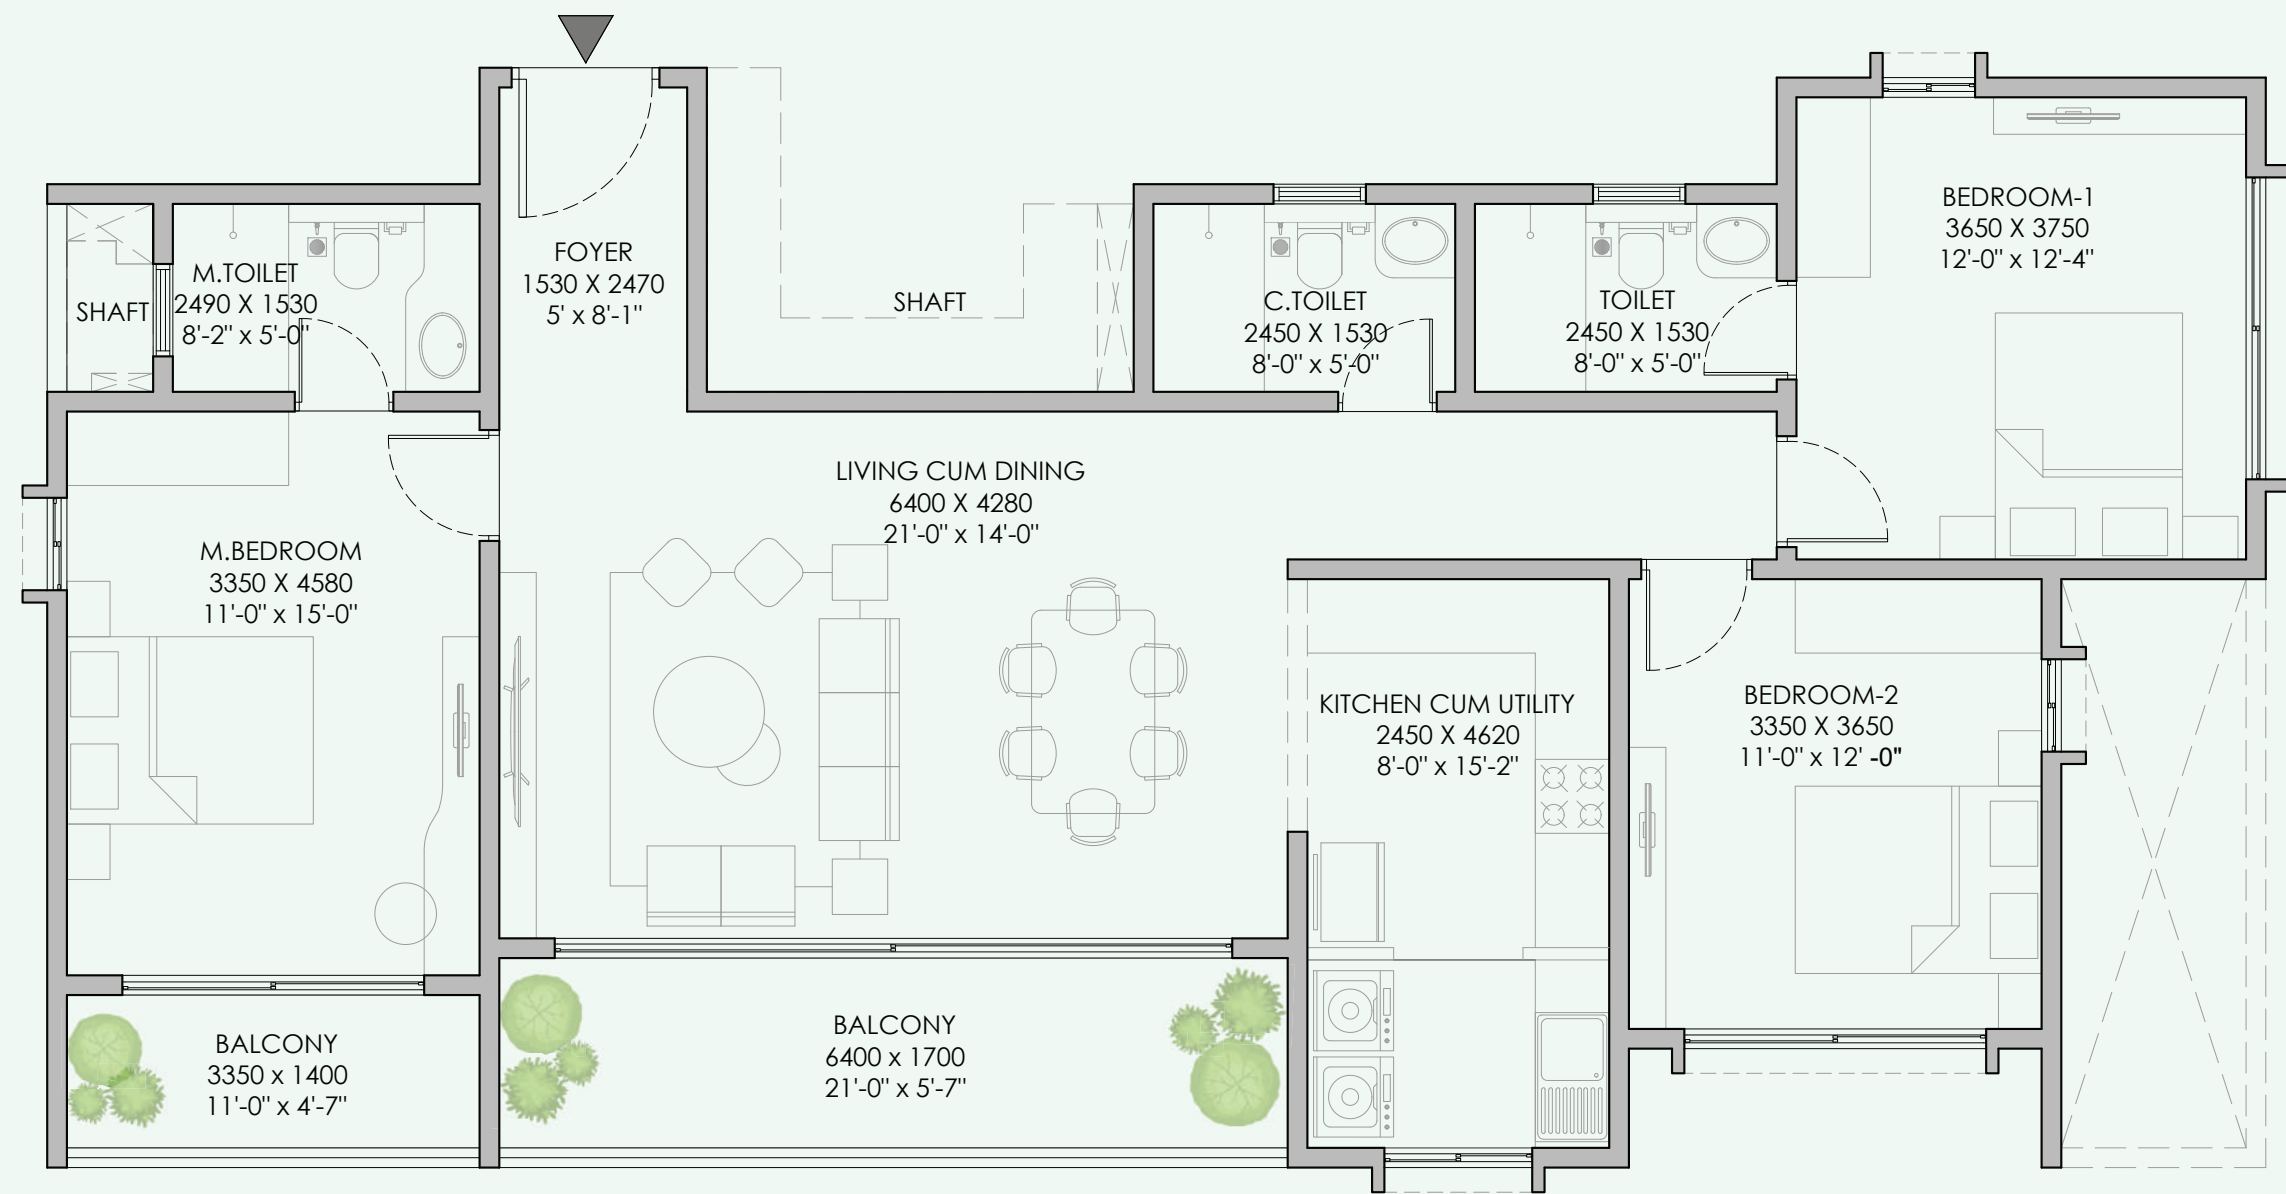 BEDROOM-1
3650 X 3750
12'-0" x 12'-4"
FOYER
1530 X 2470
5' x 8'-1"
M.TOILET
2490 X 1530
8'-2" x 5'-0"
SHAFT
SHAFT
C.TOILET
2450 X 1530
8'-0" x 5'-0"
TOILET
2450 X 1530
8'-0" x 5'-0"
LIVING CUM DINING
6400 X 4280
21'-0" x 14'-0"
M.BEDROOM
3350 X 4580
11'-0" x 15'-0"
KITCHEN CUM UTILITY
2450 X 4620
8'-0" x 15'-2"
BEDROOM-2
3350 X 3650
11'-0" x 12' -0"
BALCONY
3350 x 1400
11'-0" x 4'-7"
BALCONY
6400 x 1700
21'-0" x 5'-7"